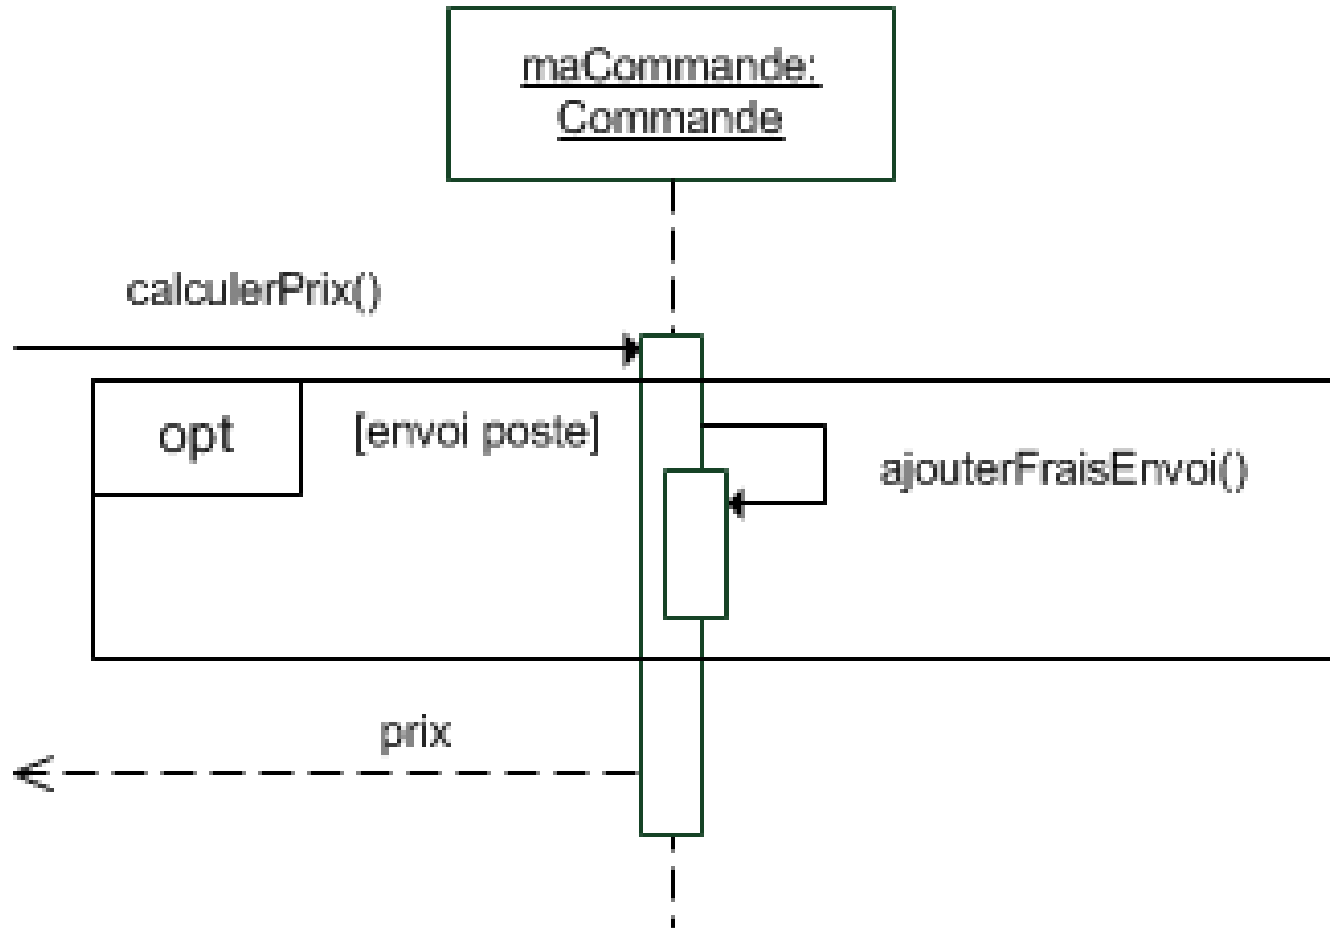 maCommande:
Commande
calculerPrix()
opt
[envoi poste]
ajouterFraisEnvoi()
prix